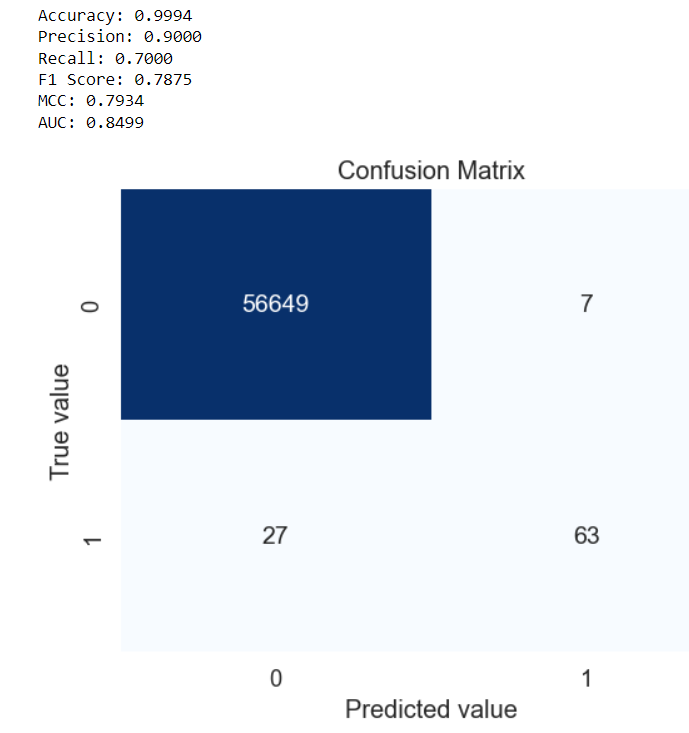 Accuracy: 0.9994
Precision: 0.9000
Recall: 0.7000
F1 Score: 0.7875
MCC: 0.7934
AUC: 0.8499
Confusion Matrix
0
56649
7
True value
1
27
63
0
1
Predicted value